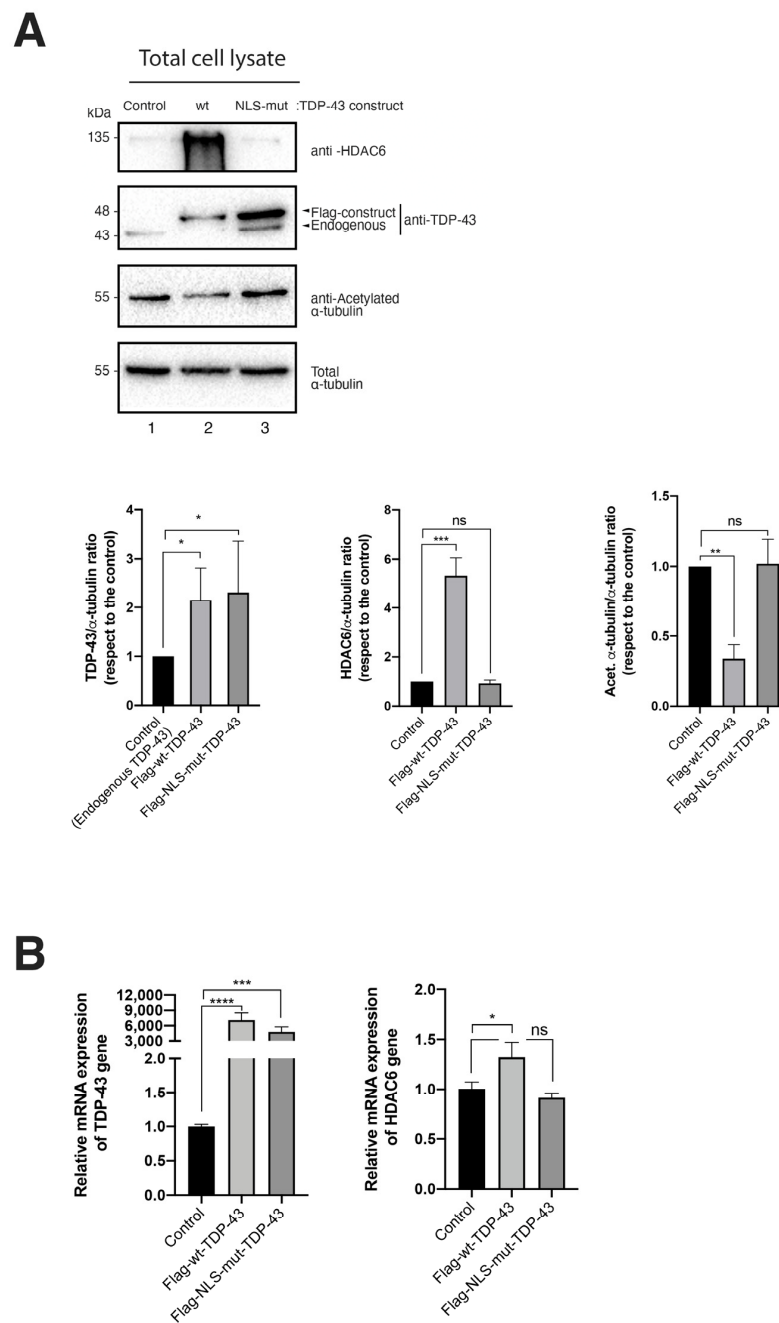 A
Total cell lysate
kDa
Control wt NLS-mut :TDP-43 construct
135 -
anti -HDAC6
48 -
43 -
Flag-construct
Endogenous
anti-TDP-43
55 -
anti-Acetylated
α-tubulin
55 -
Total
α-tubulin
1 2 3
TDP-43/α-tubulin ratio
(respect to the control)
4
3
2
1
0
*
*
Control
(Endogenous TDP-43)
Flag-wt-TDP-43
Flag-NLS-mut-TDP-43
HDAC6/α-tubulin ratio
(respect to the control)
8
6
4
2
0
ns
***
Control
Flag-wt-TDP-43
Flag-NLS-mut-TDP-43
Acet. α-tubulin/α-tubulin ratio
(respect to the control)
1.5
1.0
0.5
0.0
ns
**
Control
Flag-wt-TDP-43
Flag-NLS-mut-TDP-43
B
Relative mRNA expression
of TDP-43 gene
12,000
9,000
6,000
3,000
2.0
1.5
1.0
0.5
0.0
***
****
Control
Flag-wt-TDP-43
Flag-NLS-mut-TDP-43
Relative mRNA expression
of HDAC6 gene
2.0
1.5
1.0
0.5
0.0
*
ns
Control
Flag-wt-TDP-43
Flag-NLS-mut-TDP-43